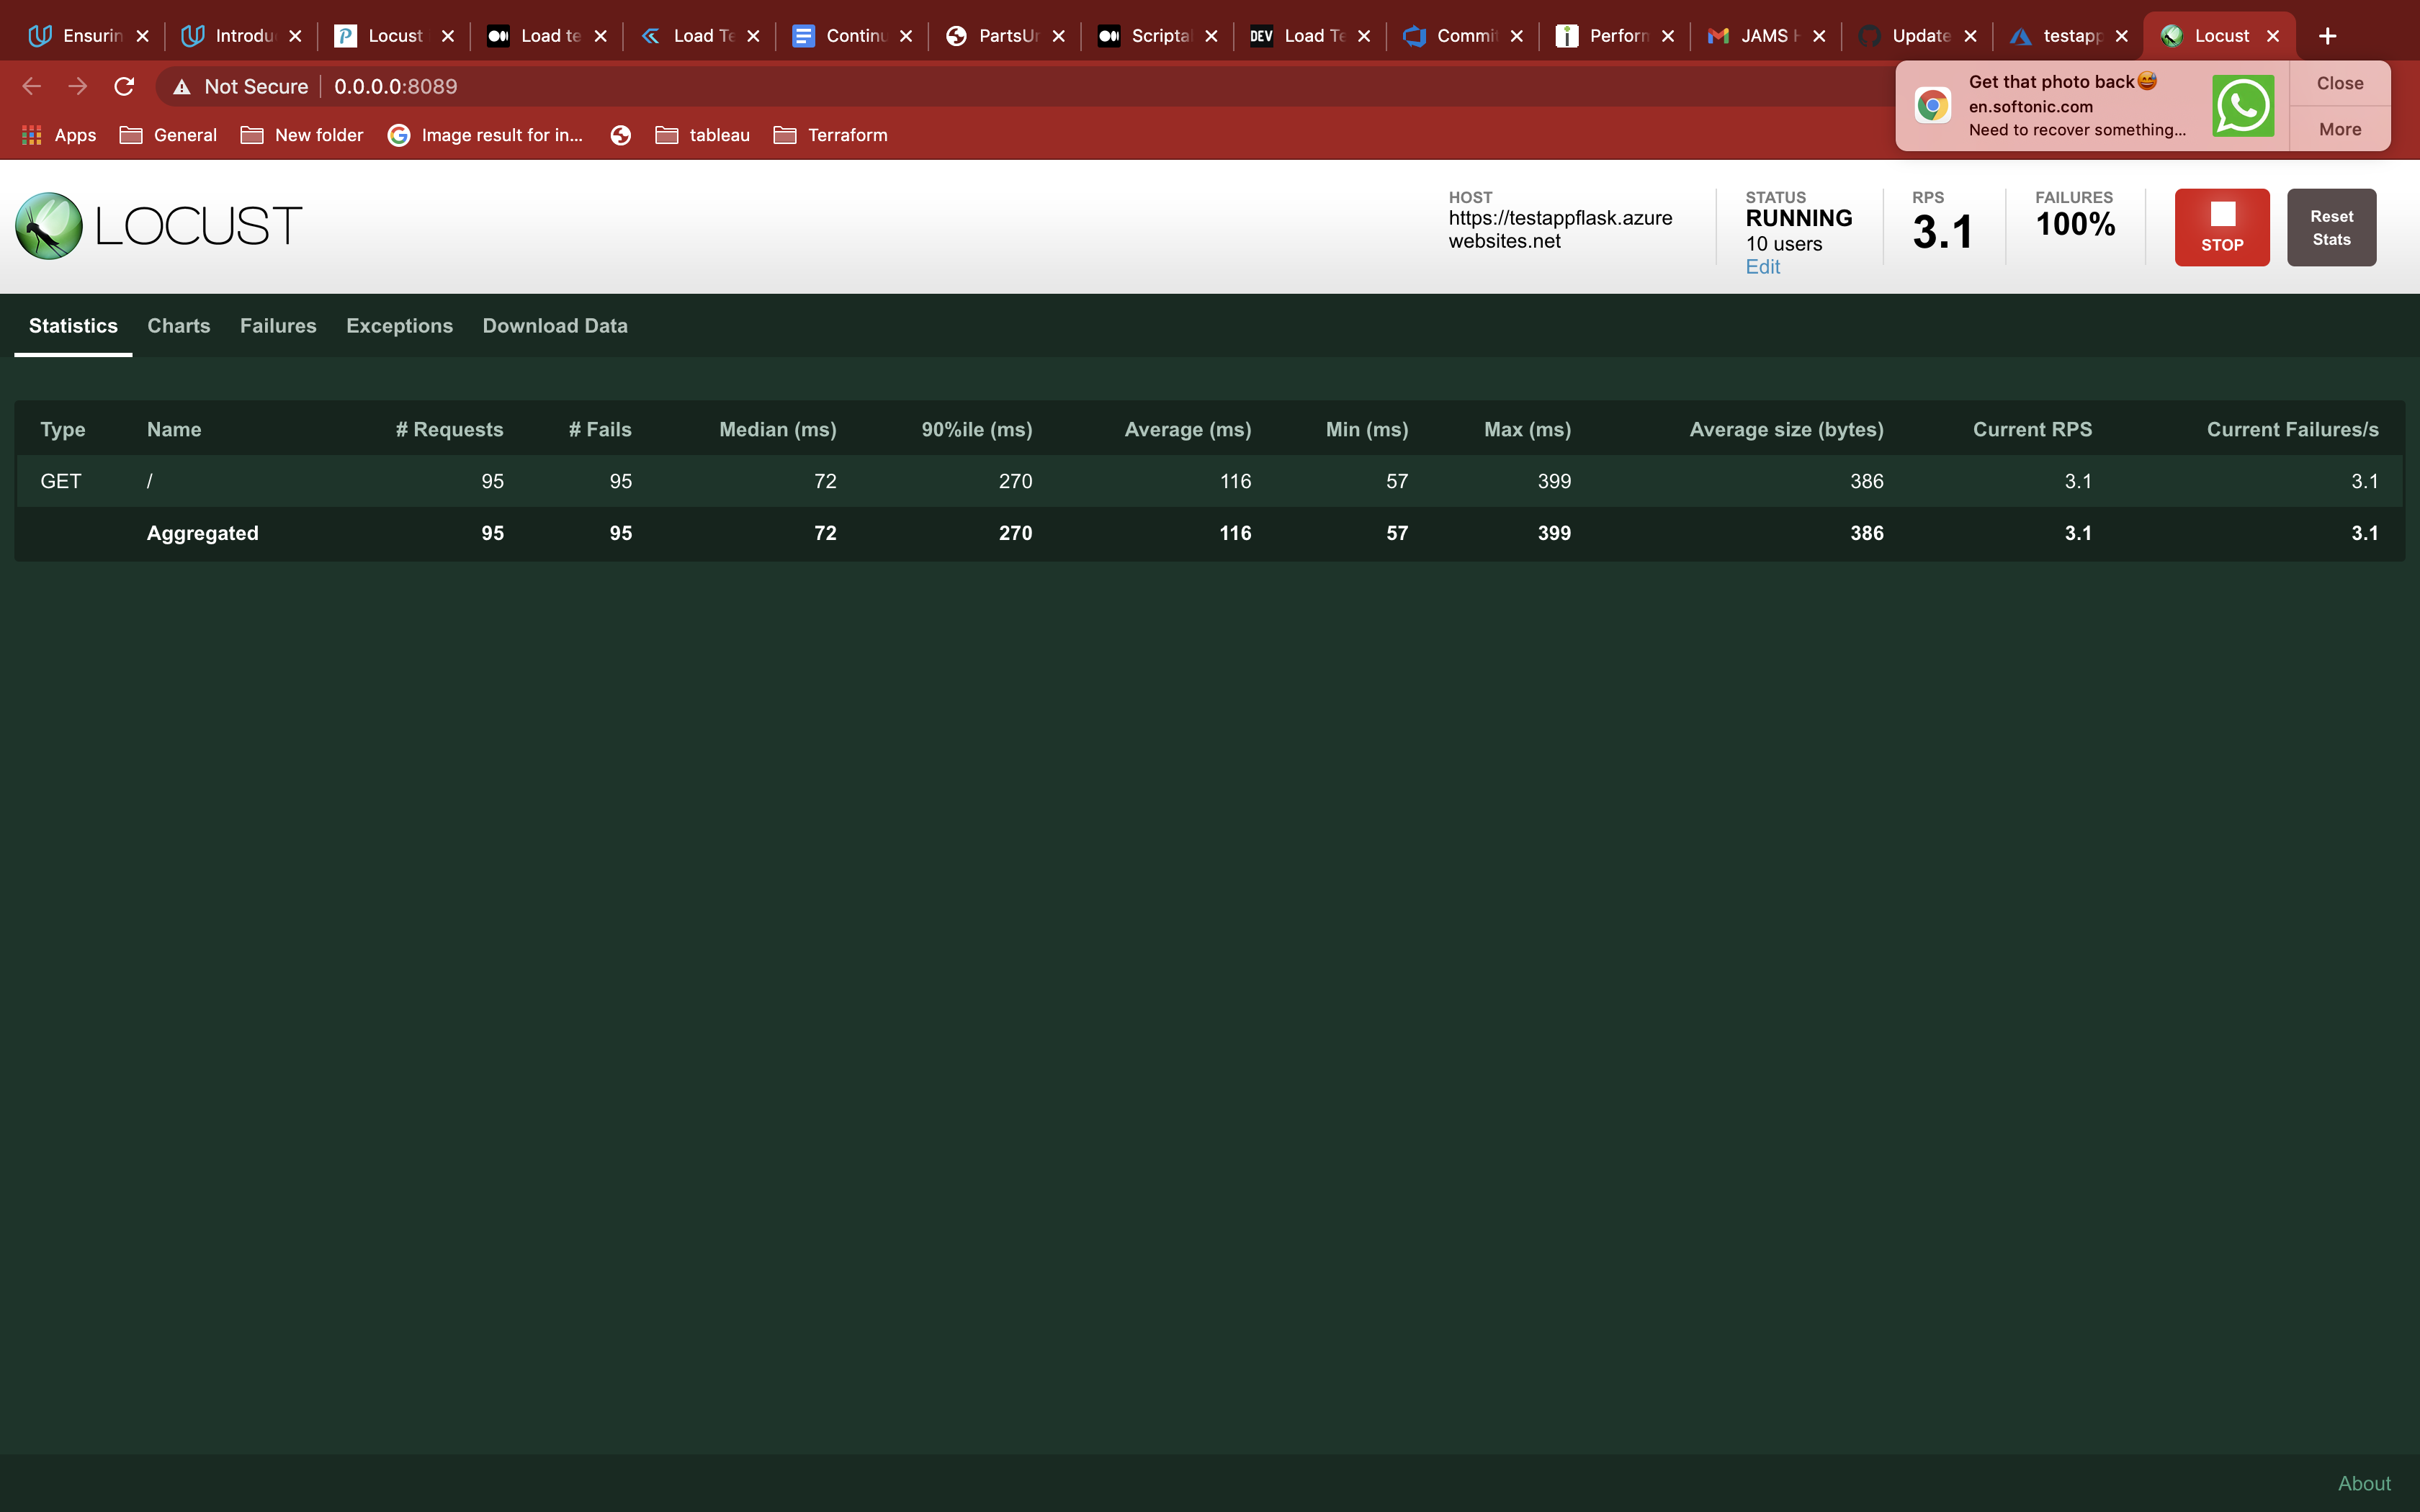 Ensurin Introdu Locust Load te Load Te Continu PartsUn Scriptal DEV Load Te Commit Perform JAMS H Update testapp Locust
Not Secure 0.0.0.0:8089
Apps General New folder Image result for in... tableau Terraform
Get that photo back😅
en.softonic.com
Need to recover something...
Close
More
LOCUST
HOST
https://testappflask.azure
websites.net
STATUS
RUNNING
10 users
Edit
RPS
3.1
FAILURES
100%
STOP
Reset
Stats
Statistics Charts Failures Exceptions Download Data
Type Name # Requests # Fails Median (ms) 90%ile (ms) Average (ms) Min (ms) Max (ms) Average size (bytes) Current RPS Current Failures/s
GET / 95 95 72 270 116 57 399 386 3.1 3.1
Aggregated 95 95 72 270 116 57 399 386 3.1 3.1
About